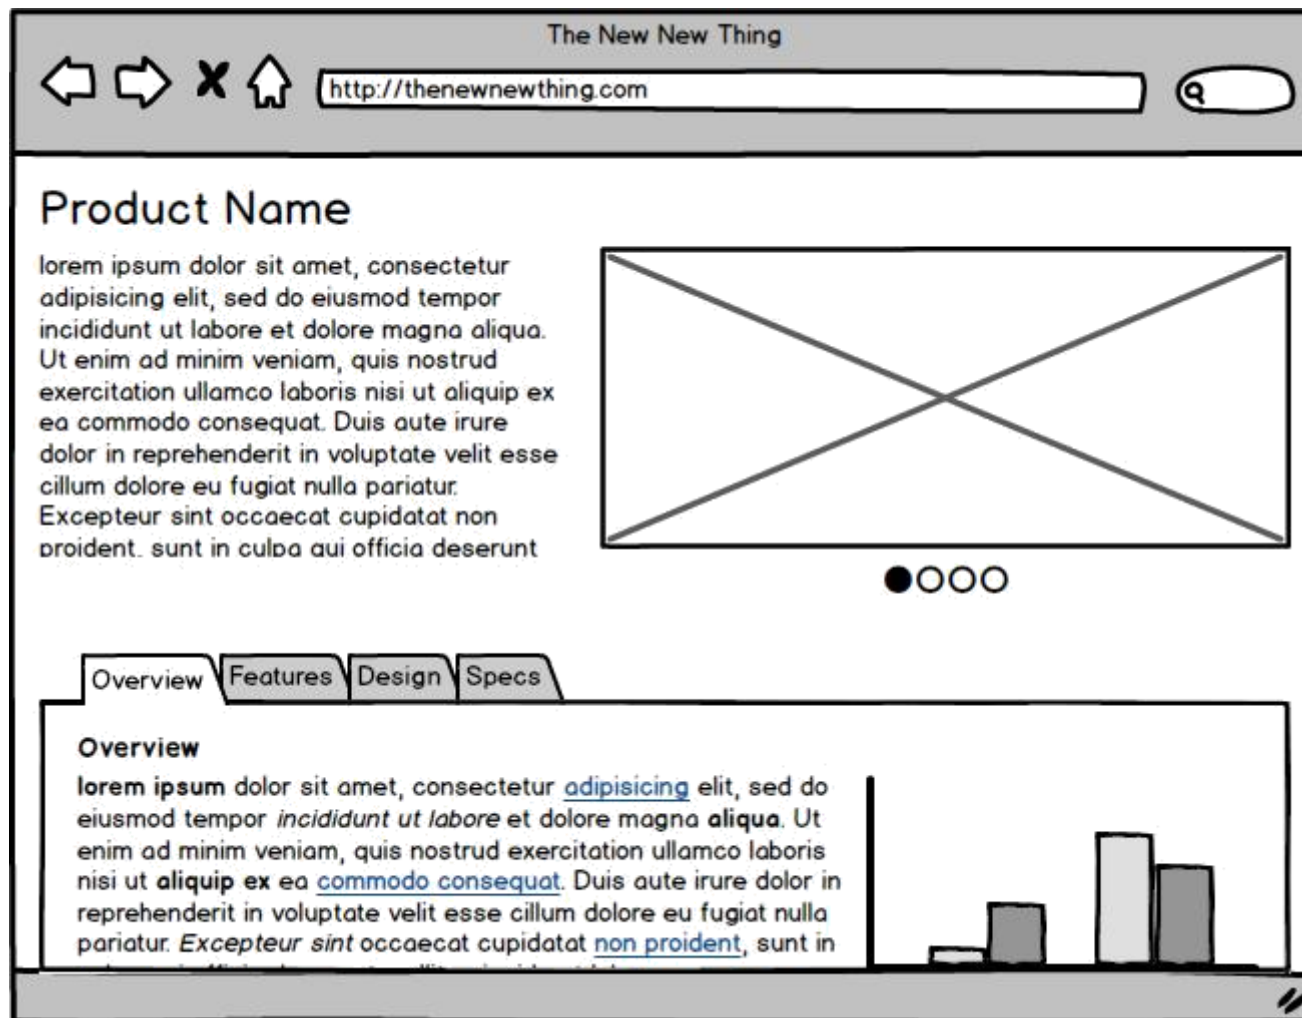 The New New Thing
http://thenewnewthing.com
Product Name
lorem ipsum dolor sit amet, consectetur
adipisicing elit, sed do eiusmod tempor
incididunt ut labore et dolore magna aliqua.
Ut enim ad minim veniam, quis nostrud
exercitation ullamco laboris nisi ut aliquip ex
ea commodo consequat. Duis aute irure
dolor in reprehenderit in voluptate velit esse
cillum dolore eu fugiat nulla pariatur.
Excepteur sint occaecat cupidatat non
proident, sunt in culpa qui officia deserunt
Overview Features Design Specs
Overview
lorem ipsum dolor sit amet, consectetur adipisicing elit, sed do
eiusmod tempor incididunt ut labore et dolore magna aliqua. Ut
enim ad minim veniam, quis nostrud exercitation ullamco laboris
nisi ut aliquip ex ea commodo consequat. Duis aute irure dolor in
reprehenderit in voluptate velit esse cillum dolore eu fugiat nulla
pariatur. Excepteur sint occaecat cupidatat non proident, sunt in